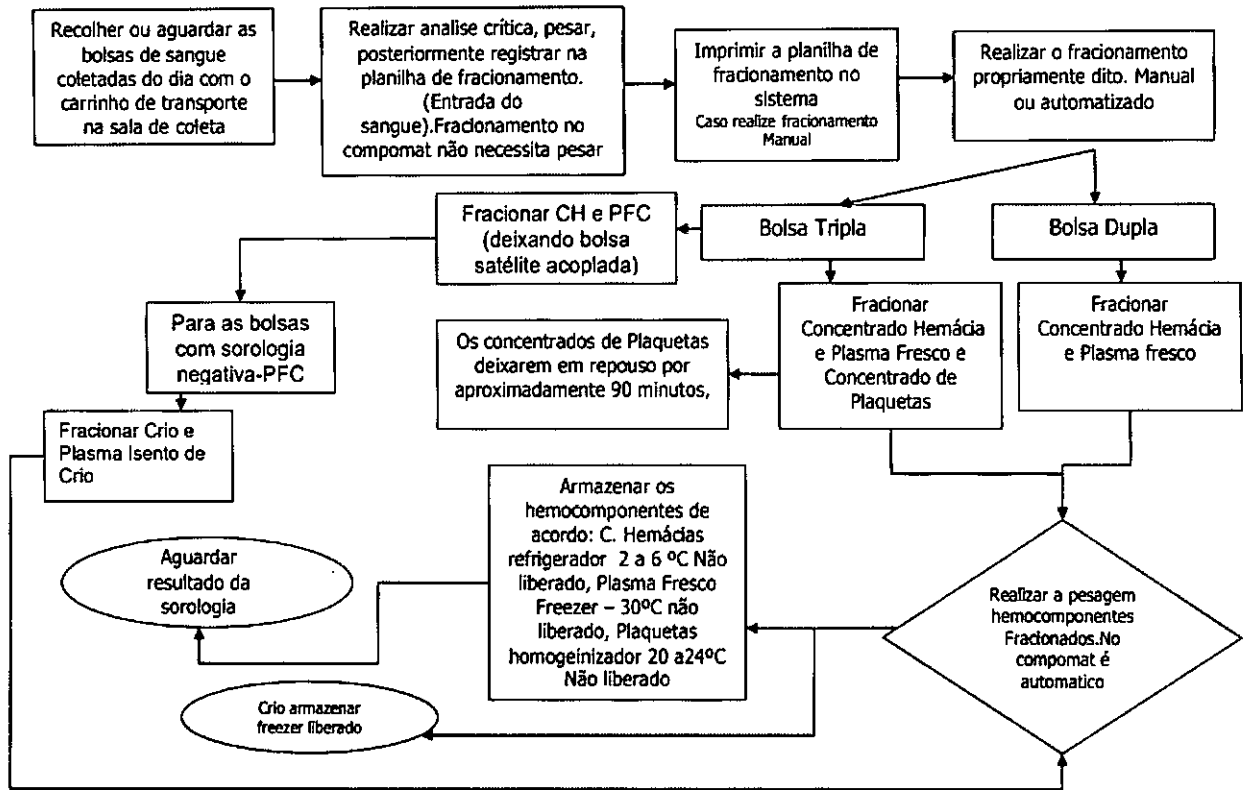 Recolher ou aguardar as
bolsas de sangue
coletadas do dia com o
carrinho de transporte
na sala de coleta
Realizar analise crítica, pesar,
posteriormente registrar na
planilha de fracionamento.
(Entrada do
sangue).Fracionamento no
compomat não necessita pesar
Imprimir a planilha de
fracionamento no
sistema
Caso realize fracionamento
Manual
Realizar o fracionamento
propriamente dito. Manual
ou automatizado
Fracionar CH e PFC
(deixando bolsa
satélite acoplada)
Bolsa Tripla
Bolsa Dupla
Para as bolsas
com sorologia
negativa-PFC
Os concentrados de Plaquetas
deixarem em repouso por
aproximadamente 90 minutos,
Fracionar
Concentrado Hemácia
e Plasma Fresco e
Concentrado de
Plaquetas
Fracionar
Concentrado Hemácia
e Plasma fresco
Fracionar Crio e
Plasma Isento de
Crio
Armazenar os
hemocomponentes de
acordo: C. Hemácias
refrigerador 2 a 6 ºC Não
liberado, Plasma Fresco
Freezer – 30ºC não
liberado, Plaquetas
homogeinizador 20 a24ºC
Não liberado
Aguardar
resultado da
sorologia
Realizar a pesagem
hemocomponentes
Fracionados.No
compomat é
automatico
Crio armazenar
freezer liberado